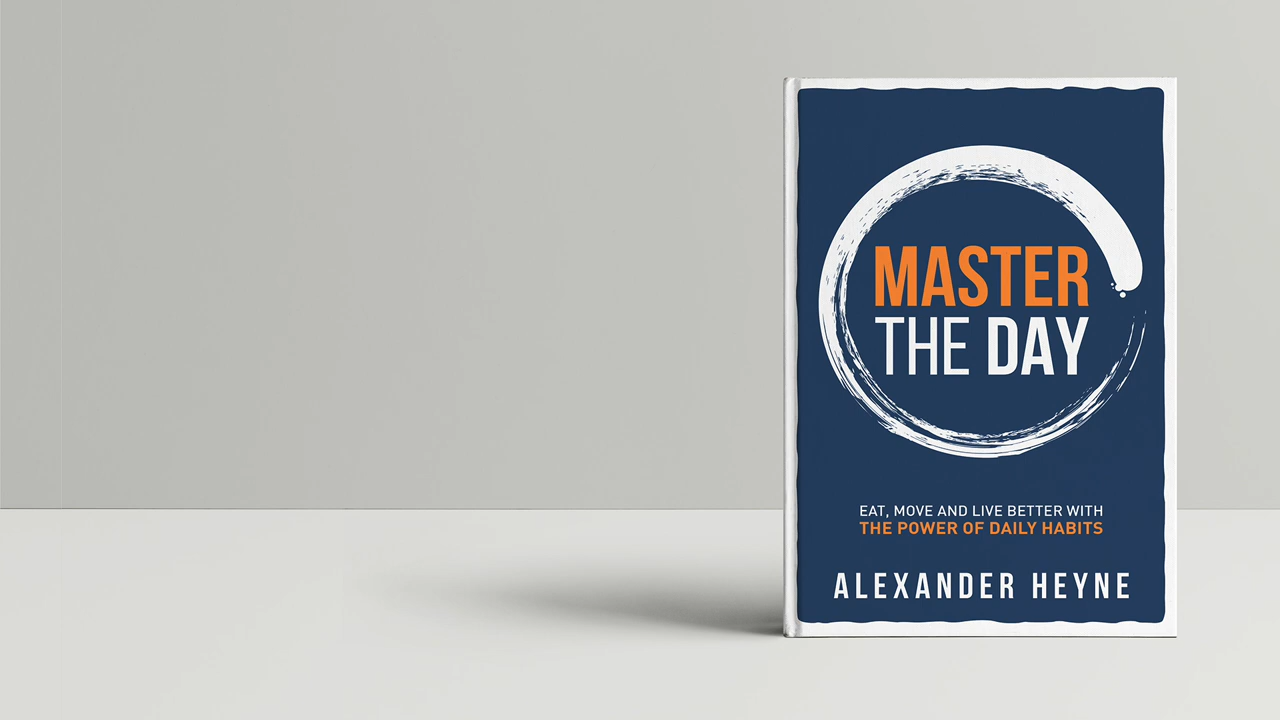 MASTER
THE DAY
EAT, MOVE AND LIVE BETTER WITH
THE POWER OF DAILY HABITS
ALEXANDER HEYNE